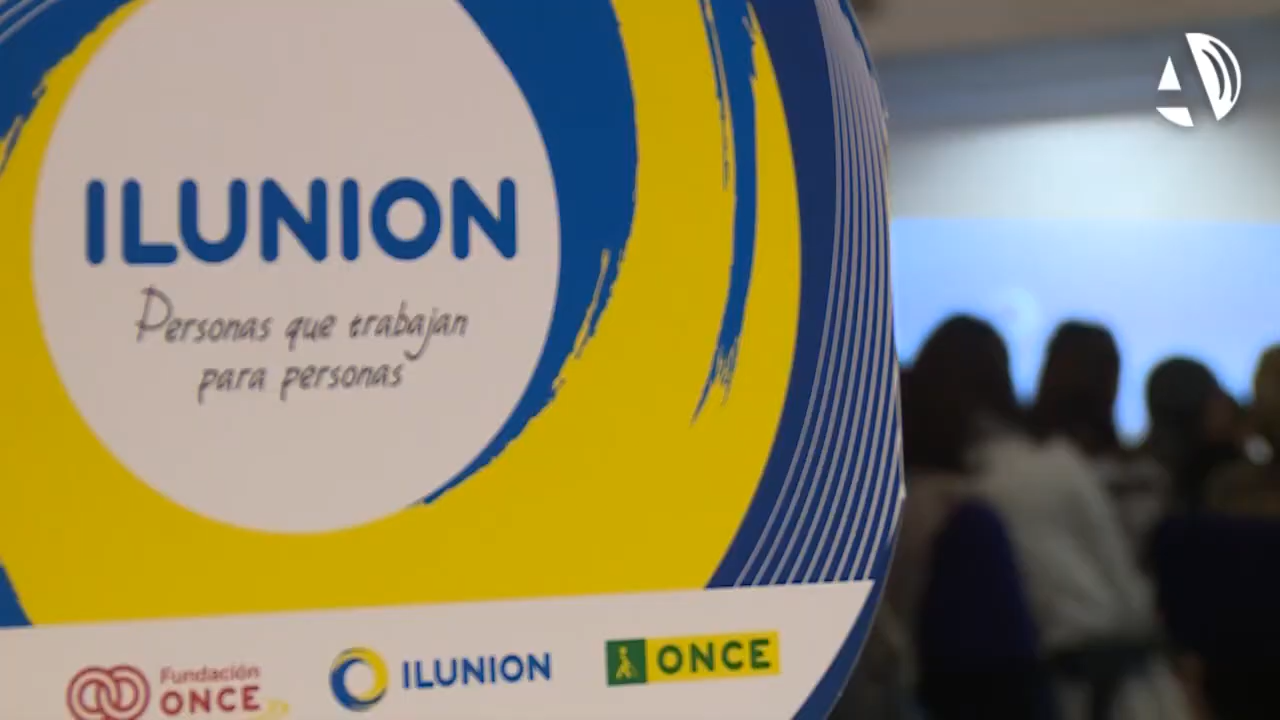 ILUNION
Personas que trabajan
para personas
Fundación
ONCE
ILUNION
ONCE